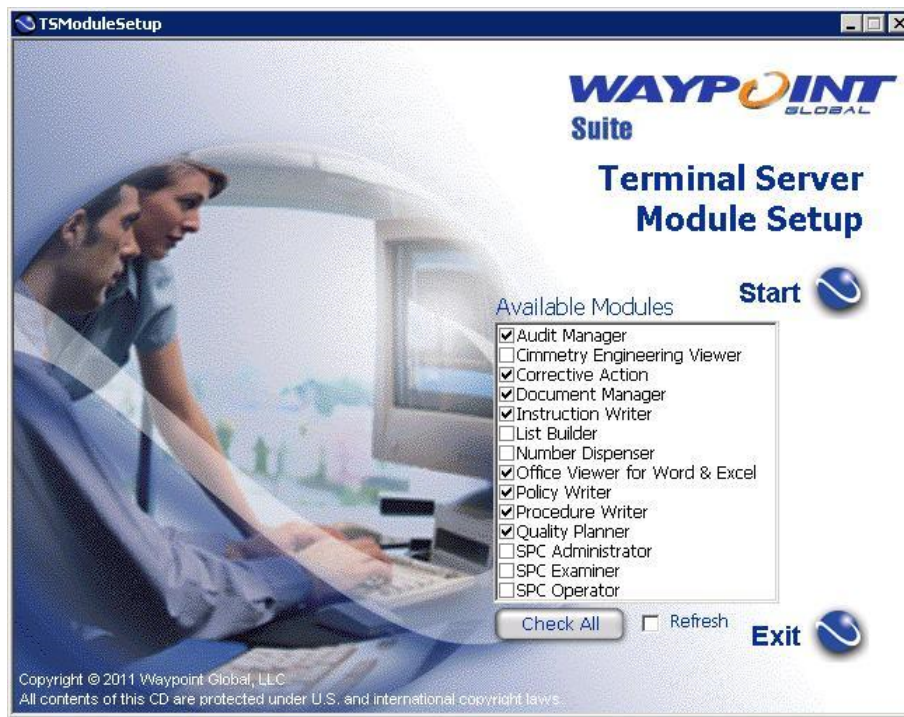 TSModuleSetup
WAYPOINT
GLOBAL
Suite
Terminal Server
Module Setup
Start
Available Modules
Audit Manager
Cimmetry Engineering Viewer
Corrective Action
Document Manager
Instruction Writer
List Builder
Number Dispenser
Office Viewer for Word & Excel
Policy Writer
Procedure Writer
Quality Planner
SPC Administrator
SPC Examiner
SPC Operator
Check All
Refresh
Exit
Copyright © 2011 Waypoint Global, LLC
All contents of this CD are protected under U.S. and international copyright laws.